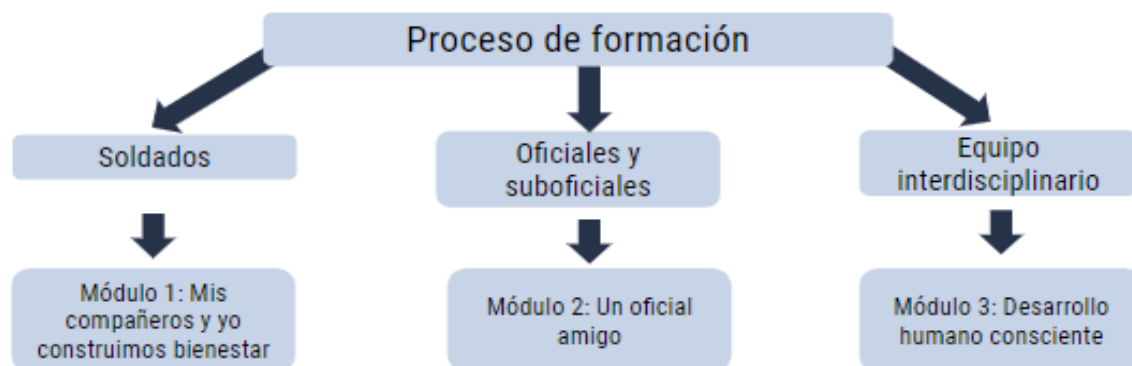 Proceso de formación
Soldados
Oficiales y
suboficiales
Equipo
interdisciplinario
Módulo 1: Mis
compañeros y yo
construimos bienestar
Módulo 2: Un oficial
amigo
Módulo 3: Desarrollo
humano consciente